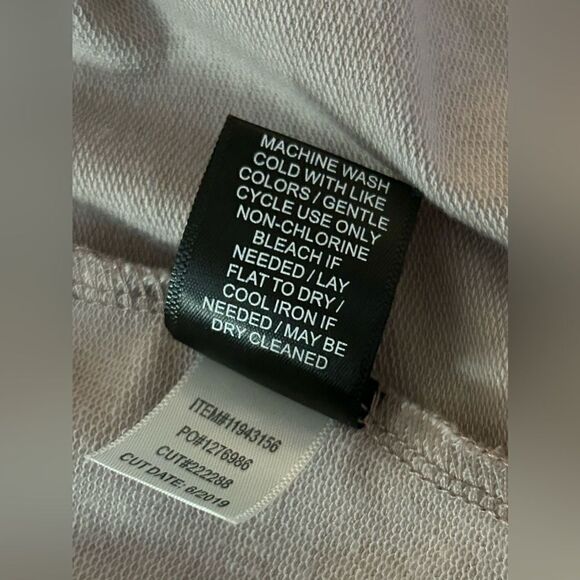 MACHINE WASH
COLD WITH LIKE
COLORS / GENTLE
CYCLE USE ONLY
NON-CHLORINE
BLEACH IF
NEEDED / LAY
FLAT TO DRY /
COOL IRON IF
NEEDED / MAY BE
DRY CLEANED
ITEM#11943156
PO#1276986
CUT#222288
CUT DATE: 6/2019